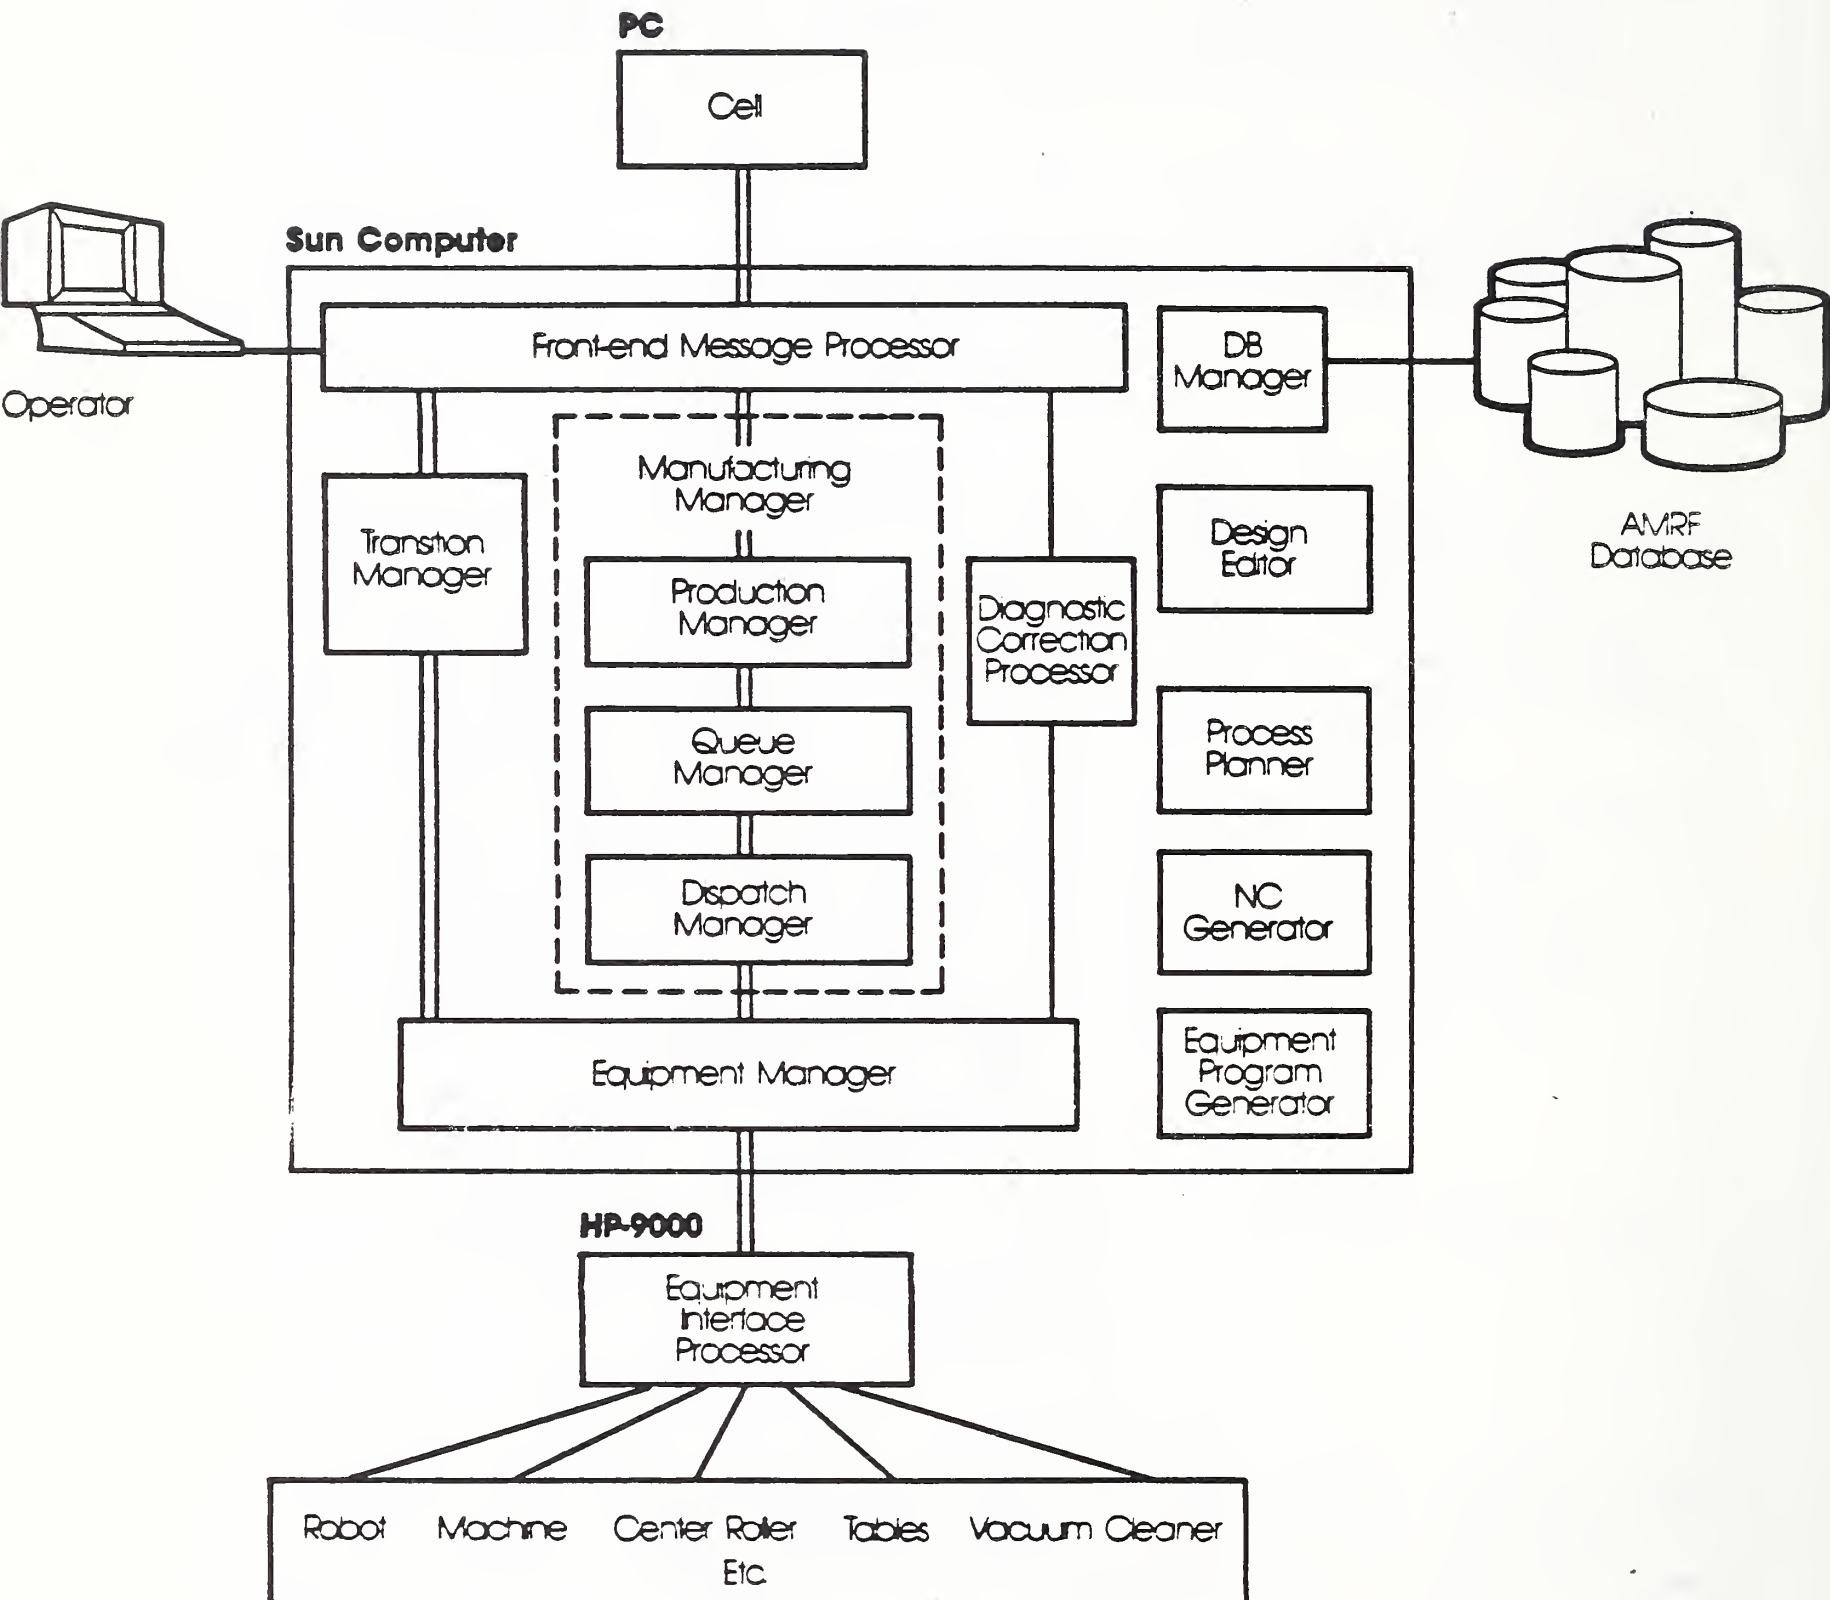 PC
Cell
Sun Computer
Front-end Message Processor
DB
Manager
Operator
Manufacturing
Manager
Transition
Manager
Design
Editor
AMRF
Database
Production
Manager
Diagnostic
Correction
Processor
Queue
Manager
Process
Planner
Dispatch
Manager
NC
Generator
Equipment Manager
Equipment
Program
Generator
HP-9000
Equipment
Interface
Processor
Robot Machine Center Roller Tables Vacuum Cleaner
Etc.